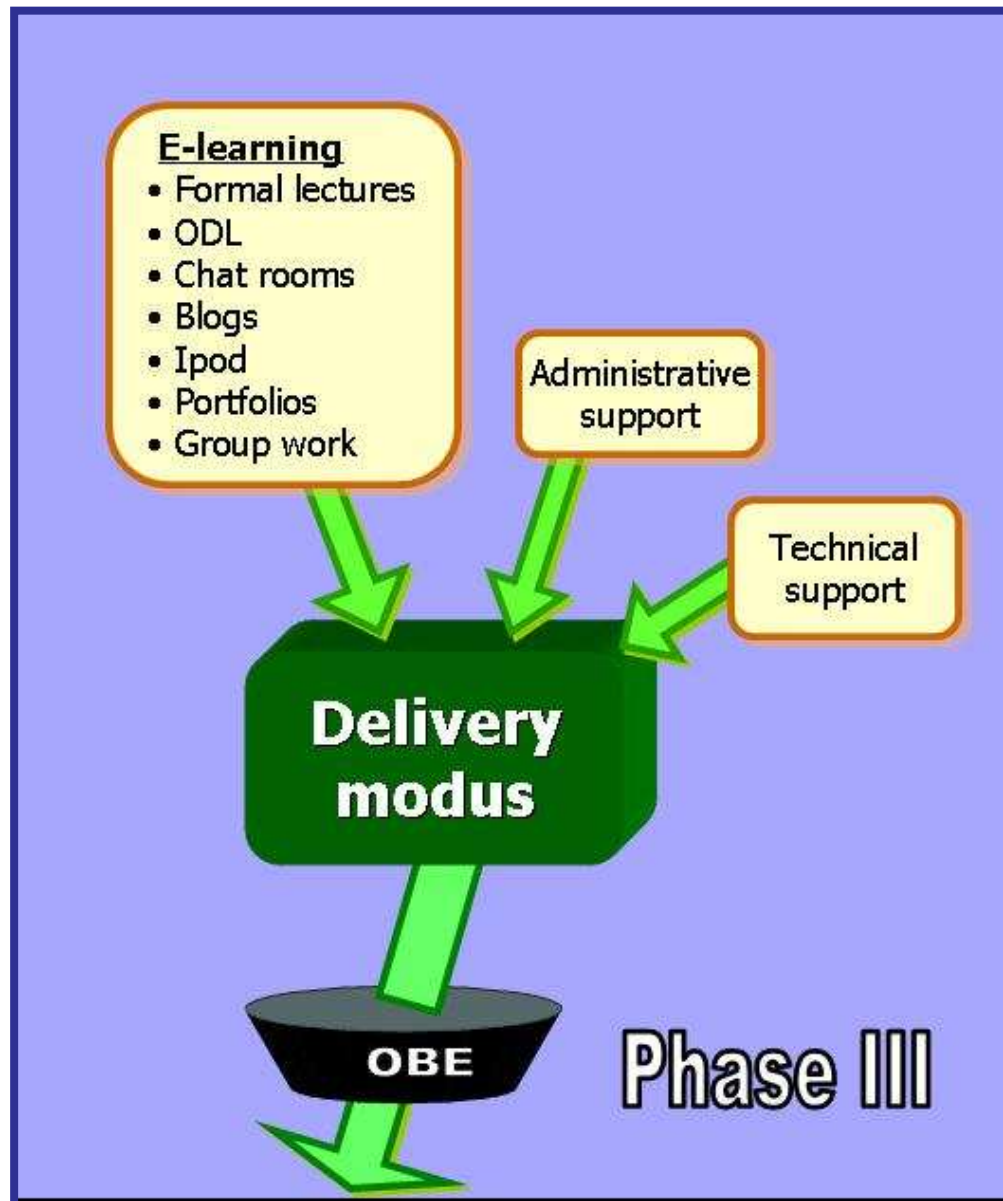 E-learning
• Formal lectures
• ODL
• Chat rooms
• Blogs
• Ipod
• Portfolios
• Group work
Administrative
support
Technical
support
Delivery
modus
OBE
Phase III